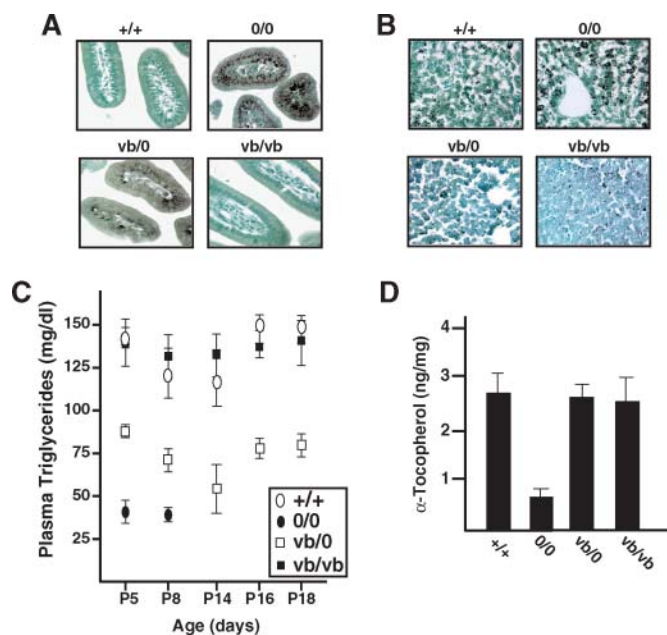 A
+/+ 0/0
vb/0 vb/vb
B
+/+ 0/0
vb/0 vb/vb
C
Plasma Triglycerides (mg/dl)
150
125
100
75
50
25
P5 P8 P14 P16 P18
Age (days)
+/+
0/0
vb/0
vb/vb
D
α-Tocopherol (ng/mg)
4
3
2
1
+/+ 0/0 vb/0 vb/vb